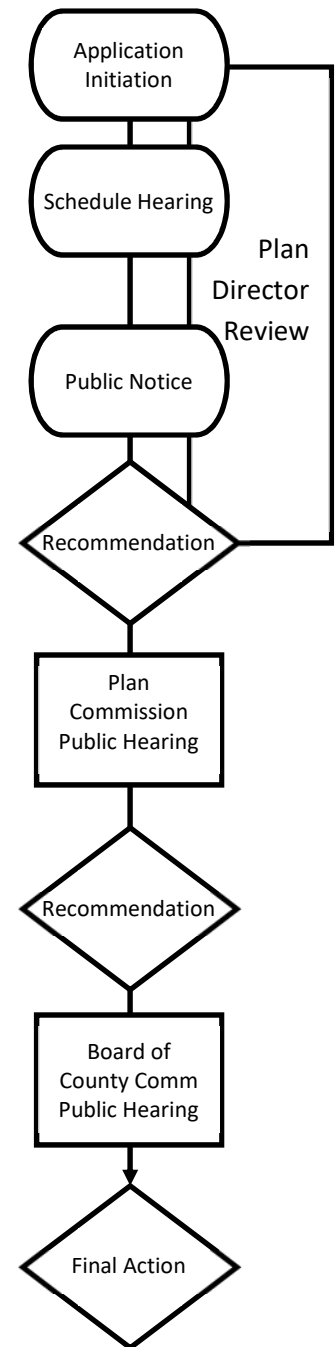 Application
Initiation
Schedule Hearing
Plan
Director
Review
Public Notice
Recommendation
Plan
Commission
Public Hearing
Recommendation
Board of
County Comm
Public Hearing
Final Action